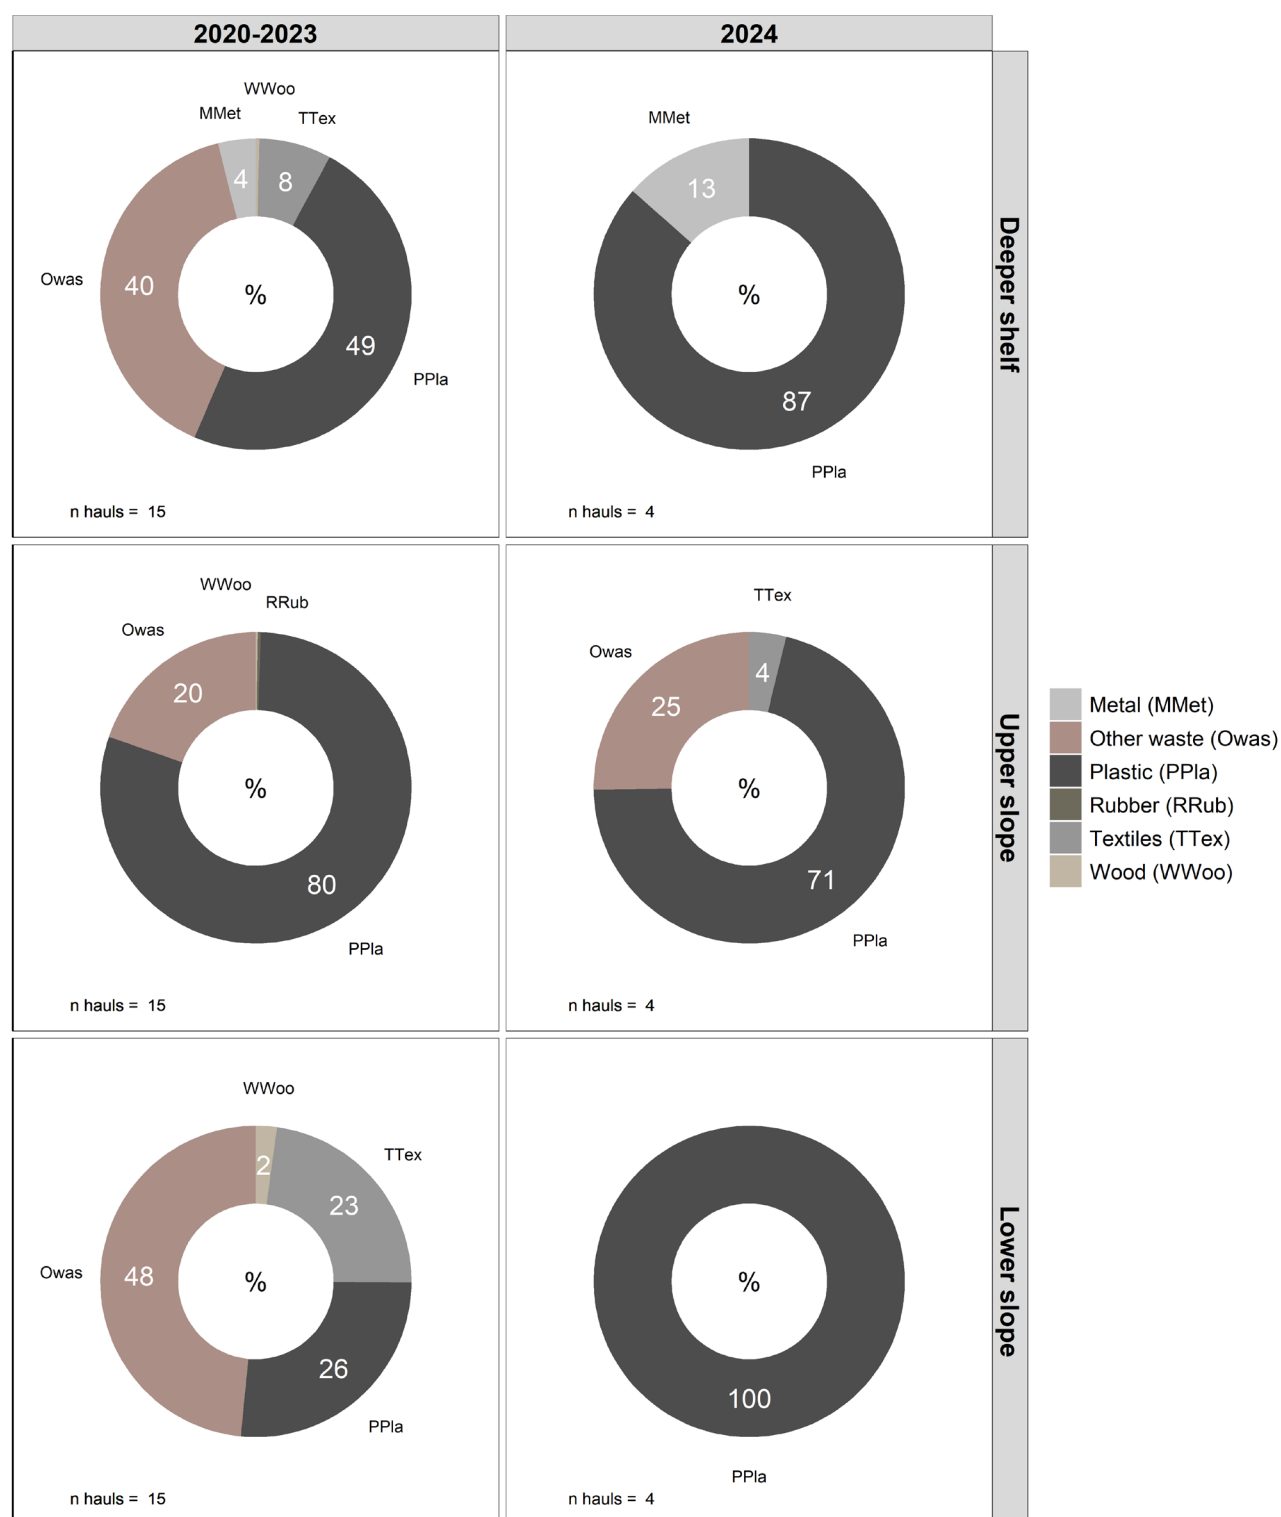 2020-2023
2024
Deeper shelf
WWoo
MMet
TTex
4
8
Owas
40
%
49
PPla
n hauls =  15
MMet
13
%
87
PPla
n hauls =  4
Upper slope
WWoo
RRub
Owas
20
%
80
PPla
n hauls =  15
TTex
Owas
4
25
%
71
PPla
n hauls =  4
Lower slope
WWoo
TTex
2
23
Owas
48
%
26
PPla
n hauls =  15
%
100
PPla
n hauls =  4
Metal (MMet)
Other waste (Owas)
Plastic (PPla)
Rubber (RRub)
Textiles (TTex)
Wood (WWoo)